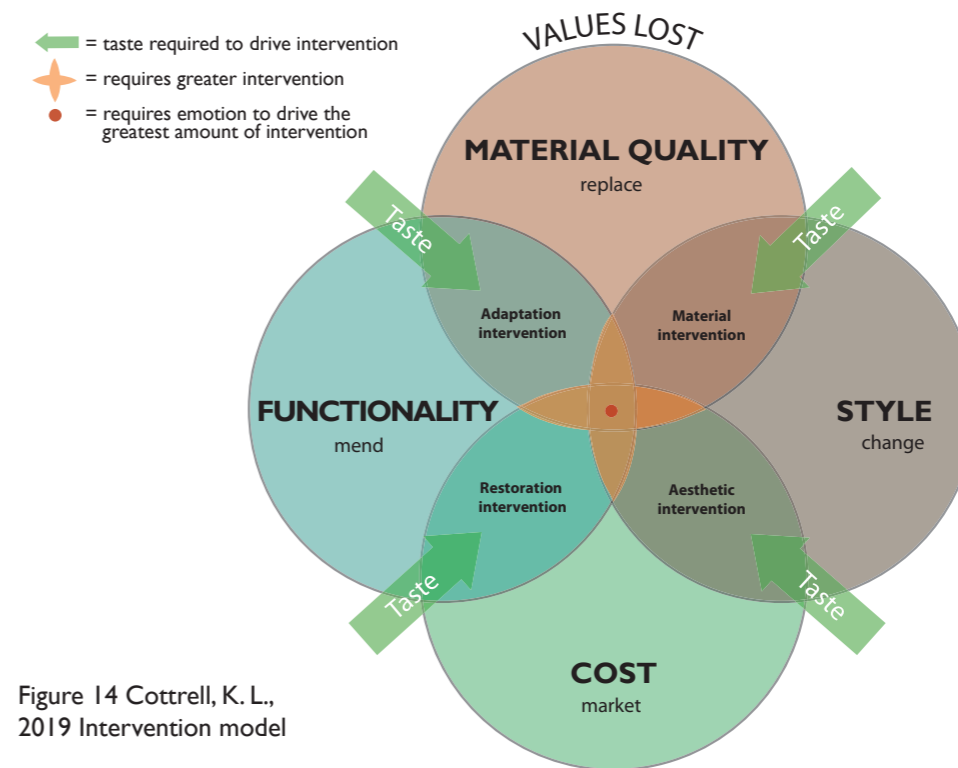 = taste required to drive intervention
= requires greater intervention
= requires emotion to drive the
greatest amount of intervention
VALUES LOST
MATERIAL QUALITY
replace
Taste
Taste
Adaptation
intervention
Material
intervention
FUNCTIONALITY
mend
STYLE
change
Restoration
intervention
Aesthetic
intervention
Taste
Taste
COST
market
Figure 14 Cottrell, K. L.,
2019 Intervention model